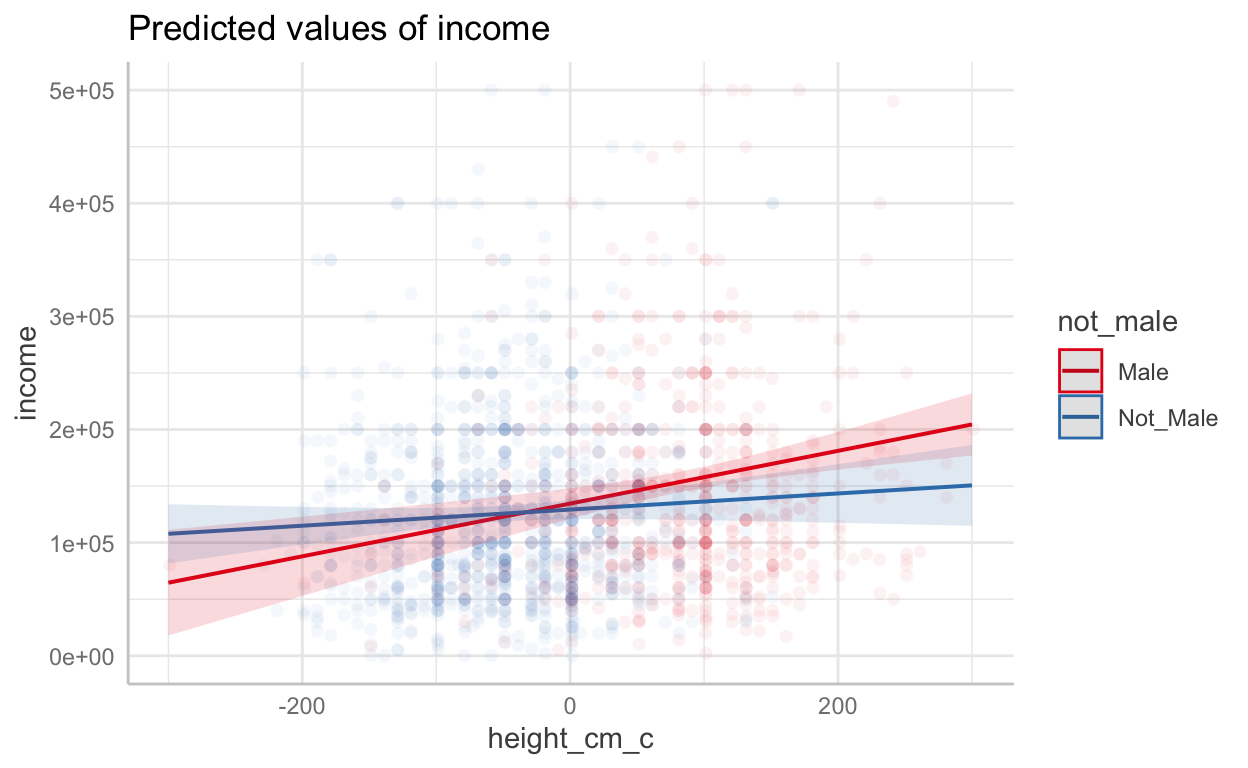 Predicted values of income
5e+05
4e+05
3e+05
2e+05
1e+05
0e+00
income
-200
0
200
height_cm_c
not_male
Male
Not_Male